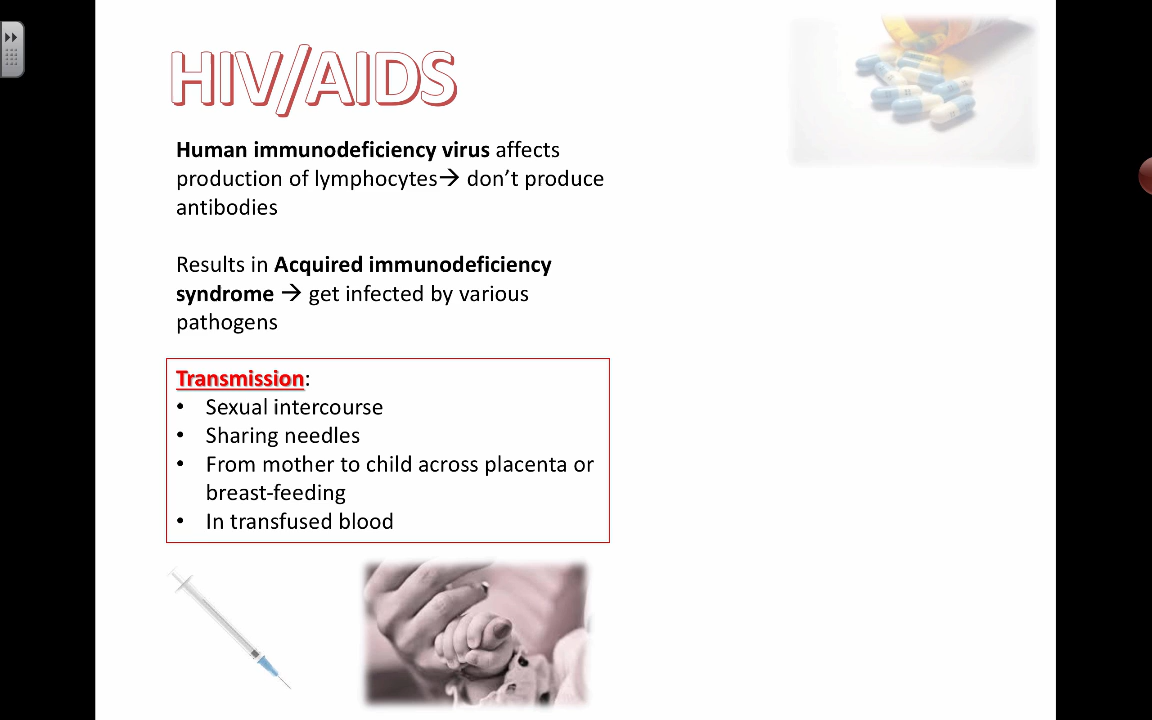 HIV/AIDS
Human immunodeficiency virus affects
production of lymphocytes→ don’t produce
antibodies
Results in Acquired immunodeficiency
syndrome → get infected by various
pathogens
Transmission:
• Sexual intercourse
• Sharing needles
• From mother to child across placenta or
breast-feeding
• In transfused blood